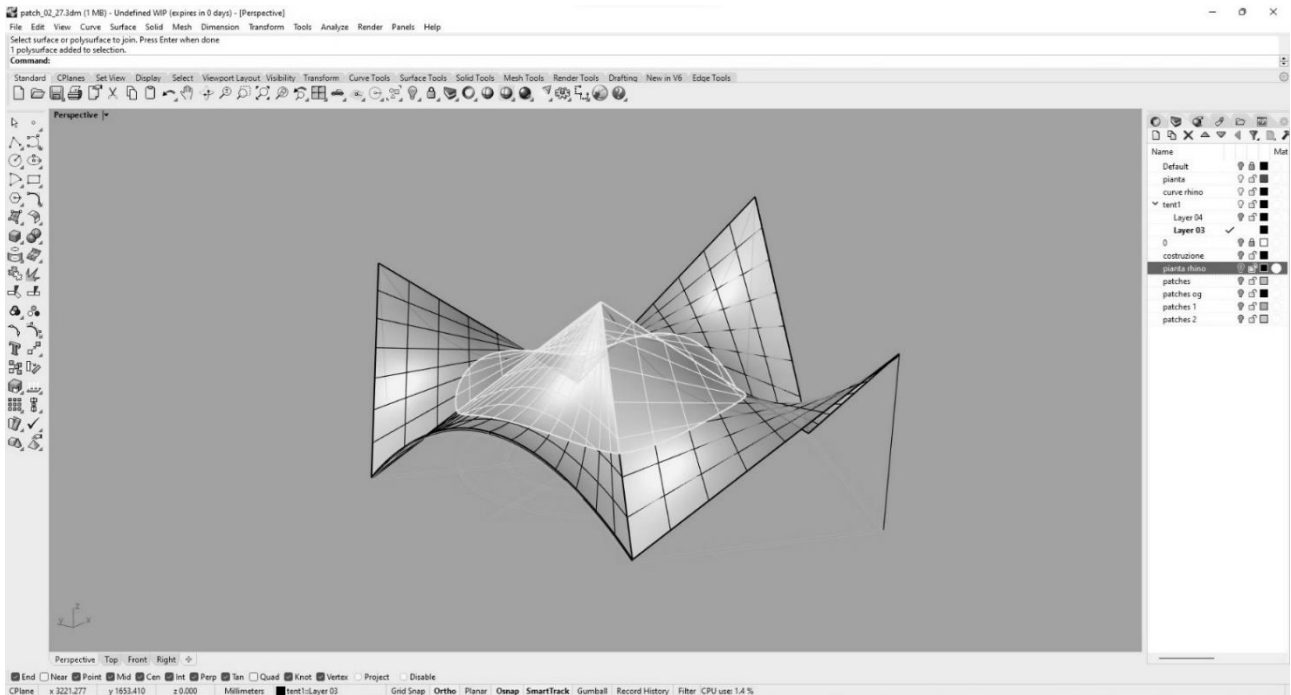 patch_02_27.3dm (1 MB) - Undefined WIP (expires in 0 days) - [Perspective]
File Edit View Curve Surface Solid Mesh Dimension Transform Tools Analyze Render Panels Help
Select surface or polysurface to join. Press Enter when done
1 polysurface added to selection.
Command:
Standard CPlanes Set View Display Select Viewport Layout Visibility Transform Curve Tools Surface Tools Solid Tools Mesh Tools Render Tools Drafting New in V6 Edge Tools
Perspective
Name Mat
Default
pianta
curve rhino
tent1
Layer 04
Layer 03
0
costruzione
pianta rhino
patches
patches og
patches 1
patches 2
z
y x
Perspective Top Front Right
End Near Point Mid Cen Int Perp Tan Quad Knot Vertex Project Disable
CPlane x 3221.277 y 1653.410 z 0.000 Millimeters tent1::Layer 03 Grid Snap Ortho Planar Osnap SmartTrack Gumball Record History Filter CPU use: 1.4 %